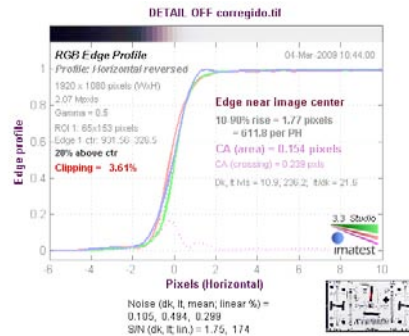 DETAIL OFF corregido.tif
RGB Edge Profile
04-Mar-2009 10:44:00
Profile: Horizontal reversed
1920 x 1080 pixels (WxH)
2.07 Mpxls
Gamma = 0.5
ROI 1: 65x153 pixels
Edge 1 ctr: 931.56 -326.5
20% above ctr
Clipping = 3.61%
Edge near image center
10-90% rise = 1.77 pixels
= 611.8 per PH
CA (area) = 0.154 pixels
CA (crossing) = 0.239 pxls
Dk, lt lvls = 10.9, 236.2, lt/dk = 21.6
Edge profile
1
0.8
0.6
0.4
0.2
0
3.3 Studio
imatest
-6 -4 -2 0 2 4 6 8 10
Pixels (Horizontal)
Noise (dk, lt, mean; linear %) =
0.105, 0.494, 0.299
S/N (dk, lt; lin.) = 1.75, 174